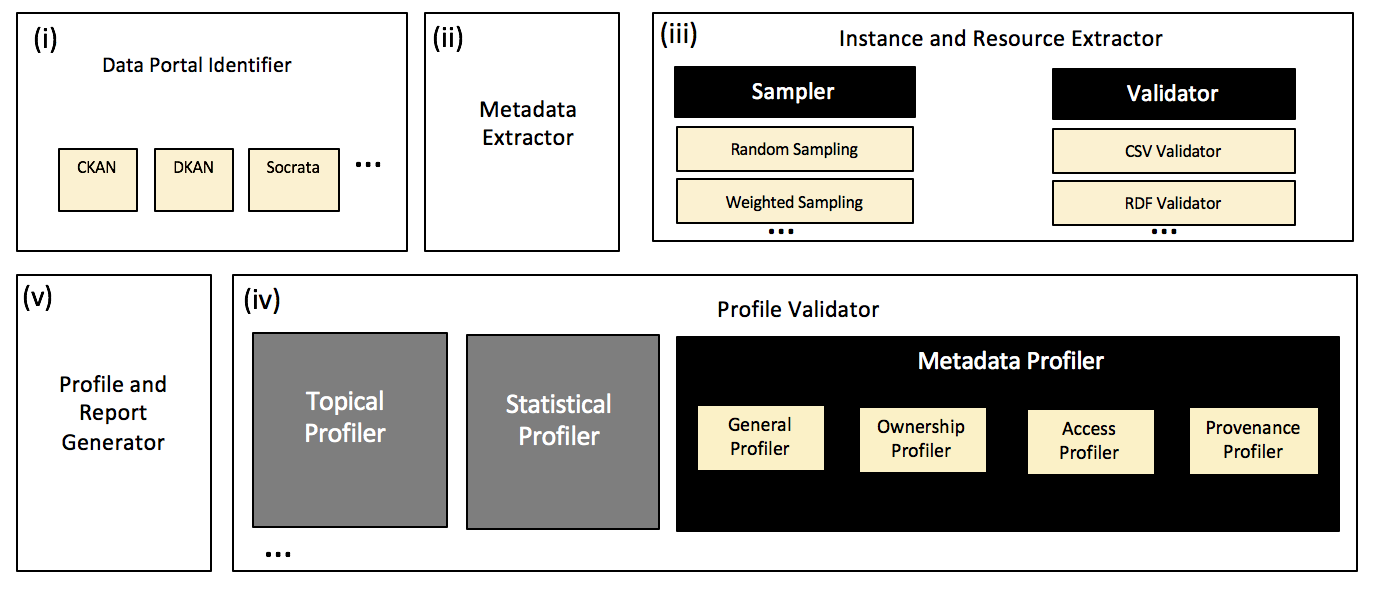 (i)
Data Portal Identifier
CKAN
DKAN
Socrata
...
(ii)
Metadata
Extractor
(iii)
Instance and Resource Extractor
Sampler
Random Sampling
Weighted Sampling
...
Validator
CSV Validator
RDF Validator
...
(v)
Profile and
Report
Generator
(iv)
Profile Validator
Topical
Profiler
...
Statistical
Profiler
Metadata Profiler
General
Profiler
Ownership
Profiler
Access
Profiler
Provenance
Profiler